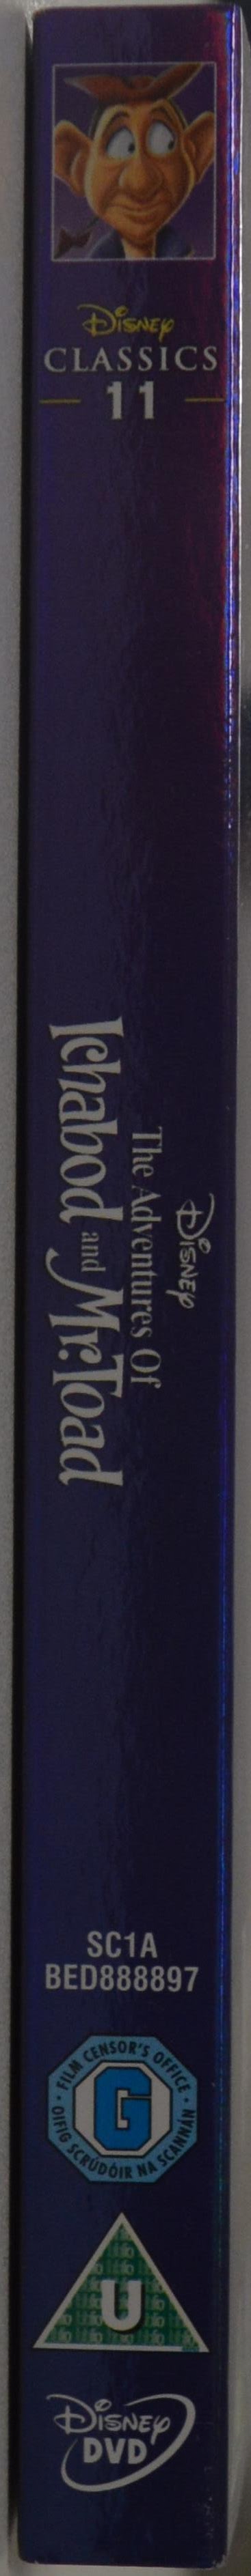 Disney
CLASSICS
11
Disney
The Adventures Of
Ichabod and Mr. Toad
SC1A
BED888897
FILM CENSOR'S OFFICE
G
OIFIG SCRÚDÓIR NA SCANNÁN
U
Disney
DVD